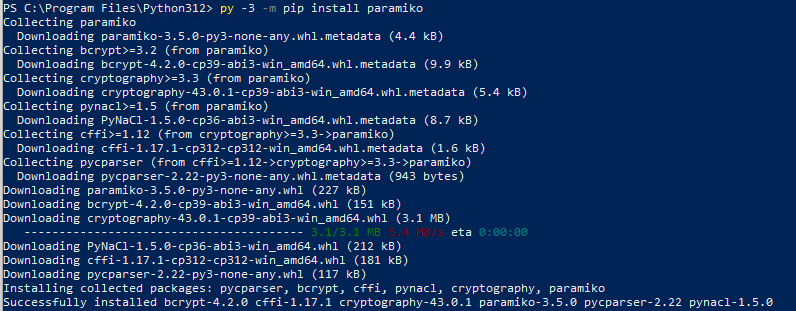 PS C:\Program Files\Python312> py -3 -m pip install paramiko
Collecting paramiko
  Downloading paramiko-3.5.0-py3-none-any.whl.metadata (4.4 kB)
Collecting bcrypt>=3.2 (from paramiko)
  Downloading bcrypt-4.2.0-cp39-abi3-win_amd64.whl.metadata (9.9 kB)
Collecting cryptography>=3.3 (from paramiko)
  Downloading cryptography-43.0.1-cp39-abi3-win_amd64.whl.metadata (5.4 kB)
Collecting pynacl>=1.5 (from paramiko)
  Downloading PyNaCl-1.5.0-cp36-abi3-win_amd64.whl.metadata (8.7 kB)
Collecting cffi>=1.12 (from cryptography>=3.3->paramiko)
  Downloading cffi-1.17.1-cp312-cp312-win_amd64.whl.metadata (1.6 kB)
Collecting pycparser (from cffi>=1.12->cryptography>=3.3->paramiko)
  Downloading pycparser-2.22-py3-none-any.whl.metadata (943 bytes)
Downloading paramiko-3.5.0-py3-none-any.whl (227 kB)
Downloading bcrypt-4.2.0-cp39-abi3-win_amd64.whl (151 kB)
Downloading cryptography-43.0.1-cp39-abi3-win_amd64.whl (3.1 MB)
   ---------------------------------------- 3.1/3.1 MB 5.4 MB/s eta 0:00:00
Downloading PyNaCl-1.5.0-cp36-abi3-win_amd64.whl (212 kB)
Downloading cffi-1.17.1-cp312-cp312-win_amd64.whl (181 kB)
Downloading pycparser-2.22-py3-none-any.whl (117 kB)
Installing collected packages: pycparser, bcrypt, cffi, pynacl, cryptography, paramiko
Successfully installed bcrypt-4.2.0 cffi-1.17.1 cryptography-43.0.1 paramiko-3.5.0 pycparser-2.22 pynacl-1.5.0